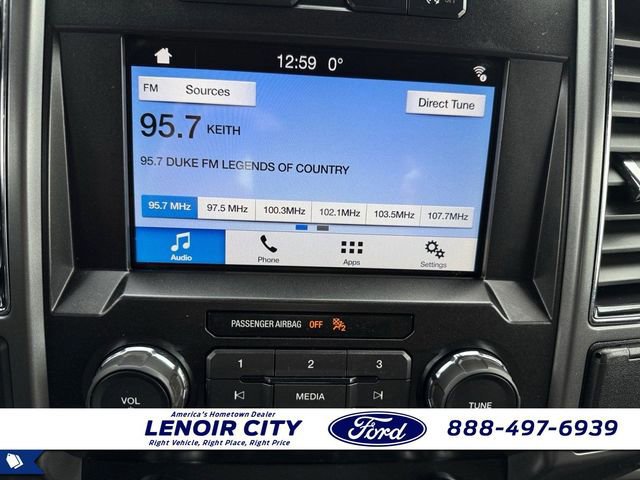 OFF
12:59 0°
FM Sources
Direct Tune
95.7 KEITH
95.7 DUKE FM LEGENDS OF COUNTRY
95.7 MHz 97.5 MHz 100.3MHz 102.1MHz 103.5MHz 107.7MHz
Audio Phone Apps Settings
PASSENGER AIRBAG OFF 2
1 2 3
VOL MEDIA TUNE
America's Hometown Dealer
LENOIR CITY
Right Vehicle, Right Place, Right Price
Ford
888-497-6939